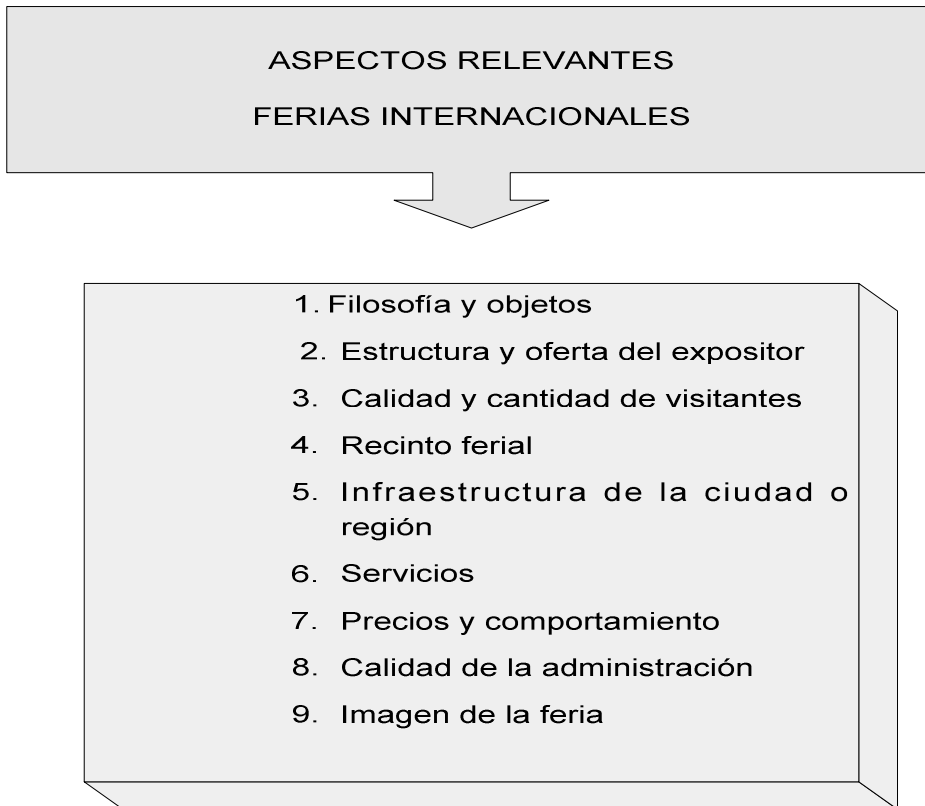 ASPECTOS RELEVANTES
FERIAS INTERNACIONALES
1. Filosofía y objetos
2. Estructura y oferta del expositor
3. Calidad y cantidad de visitantes
4. Recinto ferial
5. Infraestructura de la ciudad o
región
6. Servicios
7. Precios y comportamiento
8. Calidad de la administración
9. Imagen de la feria